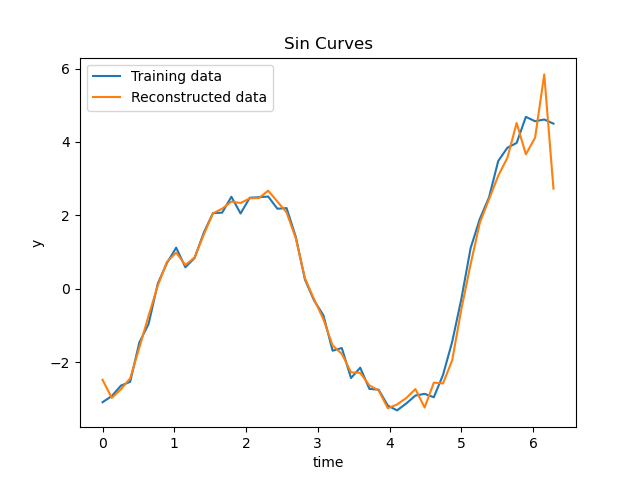 Sin Curves
Training data
Reconstructed data
6
4
2
0
−2
y
0 1 2 3 4 5 6
time